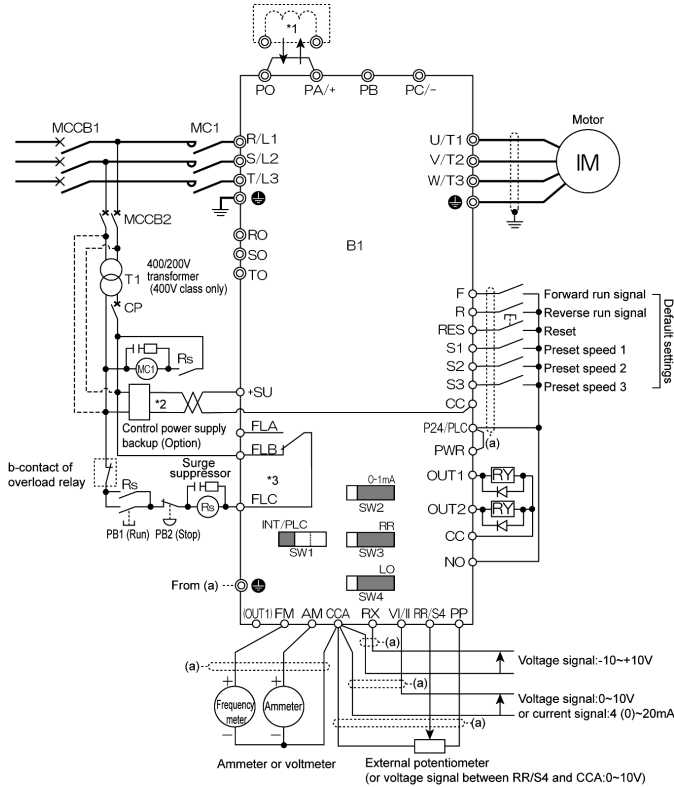 *1
PO PA/+ PB PC/-
MCCB1 MC1
R/L1
S/L2
T/L3
U/T1
V/T2
W/T3
Motor
IM
MCCB2
RO
SO
TO
B1
T1
400/200V
transformer
(400V class only)
CP
MC1
Rs
*2
Control power supply
backup (Option)
+SU
F
R
RES
S1
S2
S3
CC
P24/PLC
PWR
OUT1
OUT2
CC
NO
Forward run signal
Reverse run signal
Reset
Preset speed 1
Preset speed 2
Preset speed 3
Default settings
(a)
RY
RY
FLA
FLB
FLC
*3
b-contact of
overload relay
Surge
suppressor
Rs
Rs
PB1 (Run) PB2 (Stop)
0-1mA
SW2
INT/PLC
SW1
RR
SW3
LO
SW4
From (a)
(OUT1) FM AM CCA RX VI/II RR/S4 PP
(a)
(a)
(a)
(a)
+
Frequency
meter
−
+
Ammeter
−
Voltage signal:-10~+10V
Voltage signal:0~10V
or current signal:4 (0)~20mA
Ammeter or voltmeter
External potentiometer
(or voltage signal between RR/S4 and CCA:0~10V)